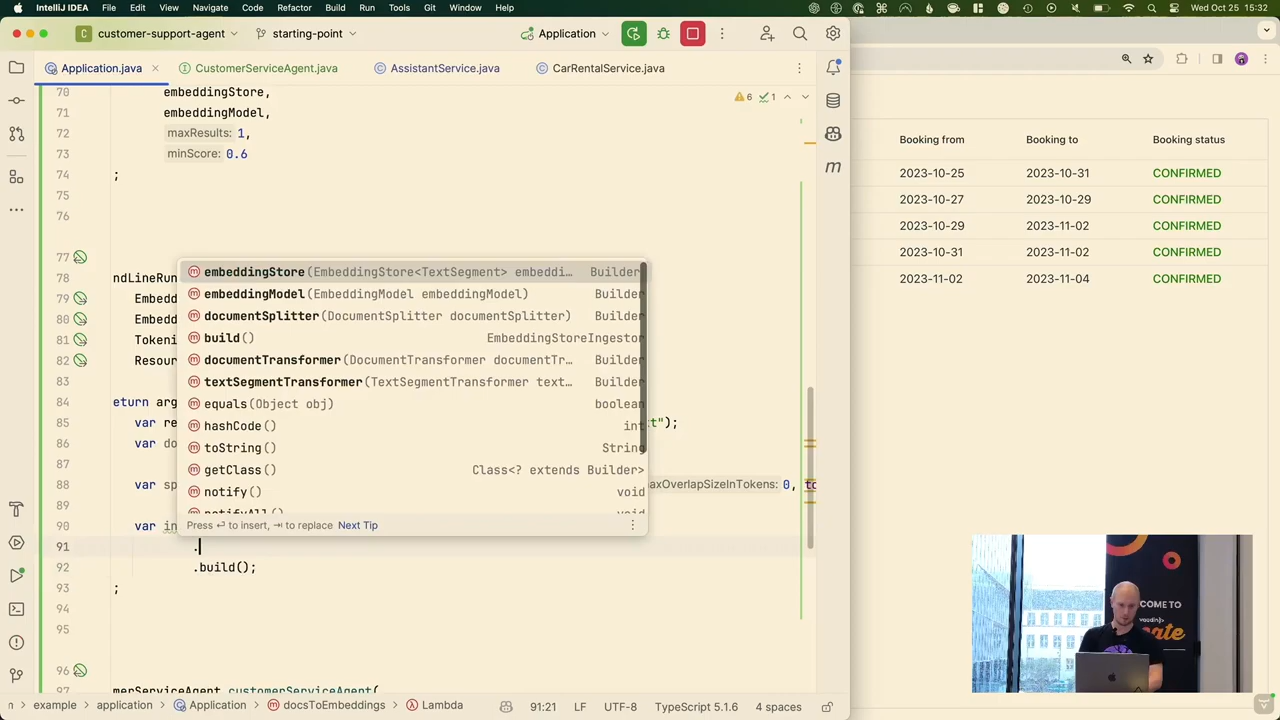 IntelliJ IDEA File Edit View Navigate Code Refactor Build Run Tools Git Window Help Wed Oct 25 15:32
C customer-support-agent starting-point Application
Application.java CustomerServiceAgent.java AssistantService.java CarRentalService.java
70 embeddingStore,
71 embeddingModel,
72 maxResults: 1,
73 minScore: 0.6
74 ;
75
76
6 1
77
78 ndLineRun
79 Embedd
80 Embedd
81 Tokeni
82 Resour
83
84 eturn arg
85 var re t");
86 var do
87
88 var sp axOverlapSizeInTokens: 0, to
89
90 var in
91 .
92 .build();
93 ;
94
95
96
97 merServiceAgent customerServiceAgent(
embeddingStore(EmbeddingStore<TextSegment> embeddi... Builder
embeddingModel(EmbeddingModel embeddingModel) Builder
documentSplitter(DocumentSplitter documentSplitter) Builder
build() EmbeddingStoreIngestor
documentTransformer(DocumentTransformer documentTr... Builder
textSegmentTransformer(TextSegmentTransformer text... Builder
equals(Object obj) boolean
hashCode() int
toString() String
getClass() Class<? extends Builder>
notify() void
notifyAll() void
Press ↵ to insert, ⇥ to replace Next Tip
n example application Application docsToEmbeddings Lambda 91:21 LF UTF-8 TypeScript 5.1.6 4 spaces
Booking from Booking to Booking status
2023-10-25 2023-10-31 CONFIRMED
2023-10-27 2023-10-29 CONFIRMED
2023-10-29 2023-11-02 CONFIRMED
2023-10-31 2023-11-02 CONFIRMED
2023-11-02 2023-11-04 CONFIRMED
COME TO
vaadin}>